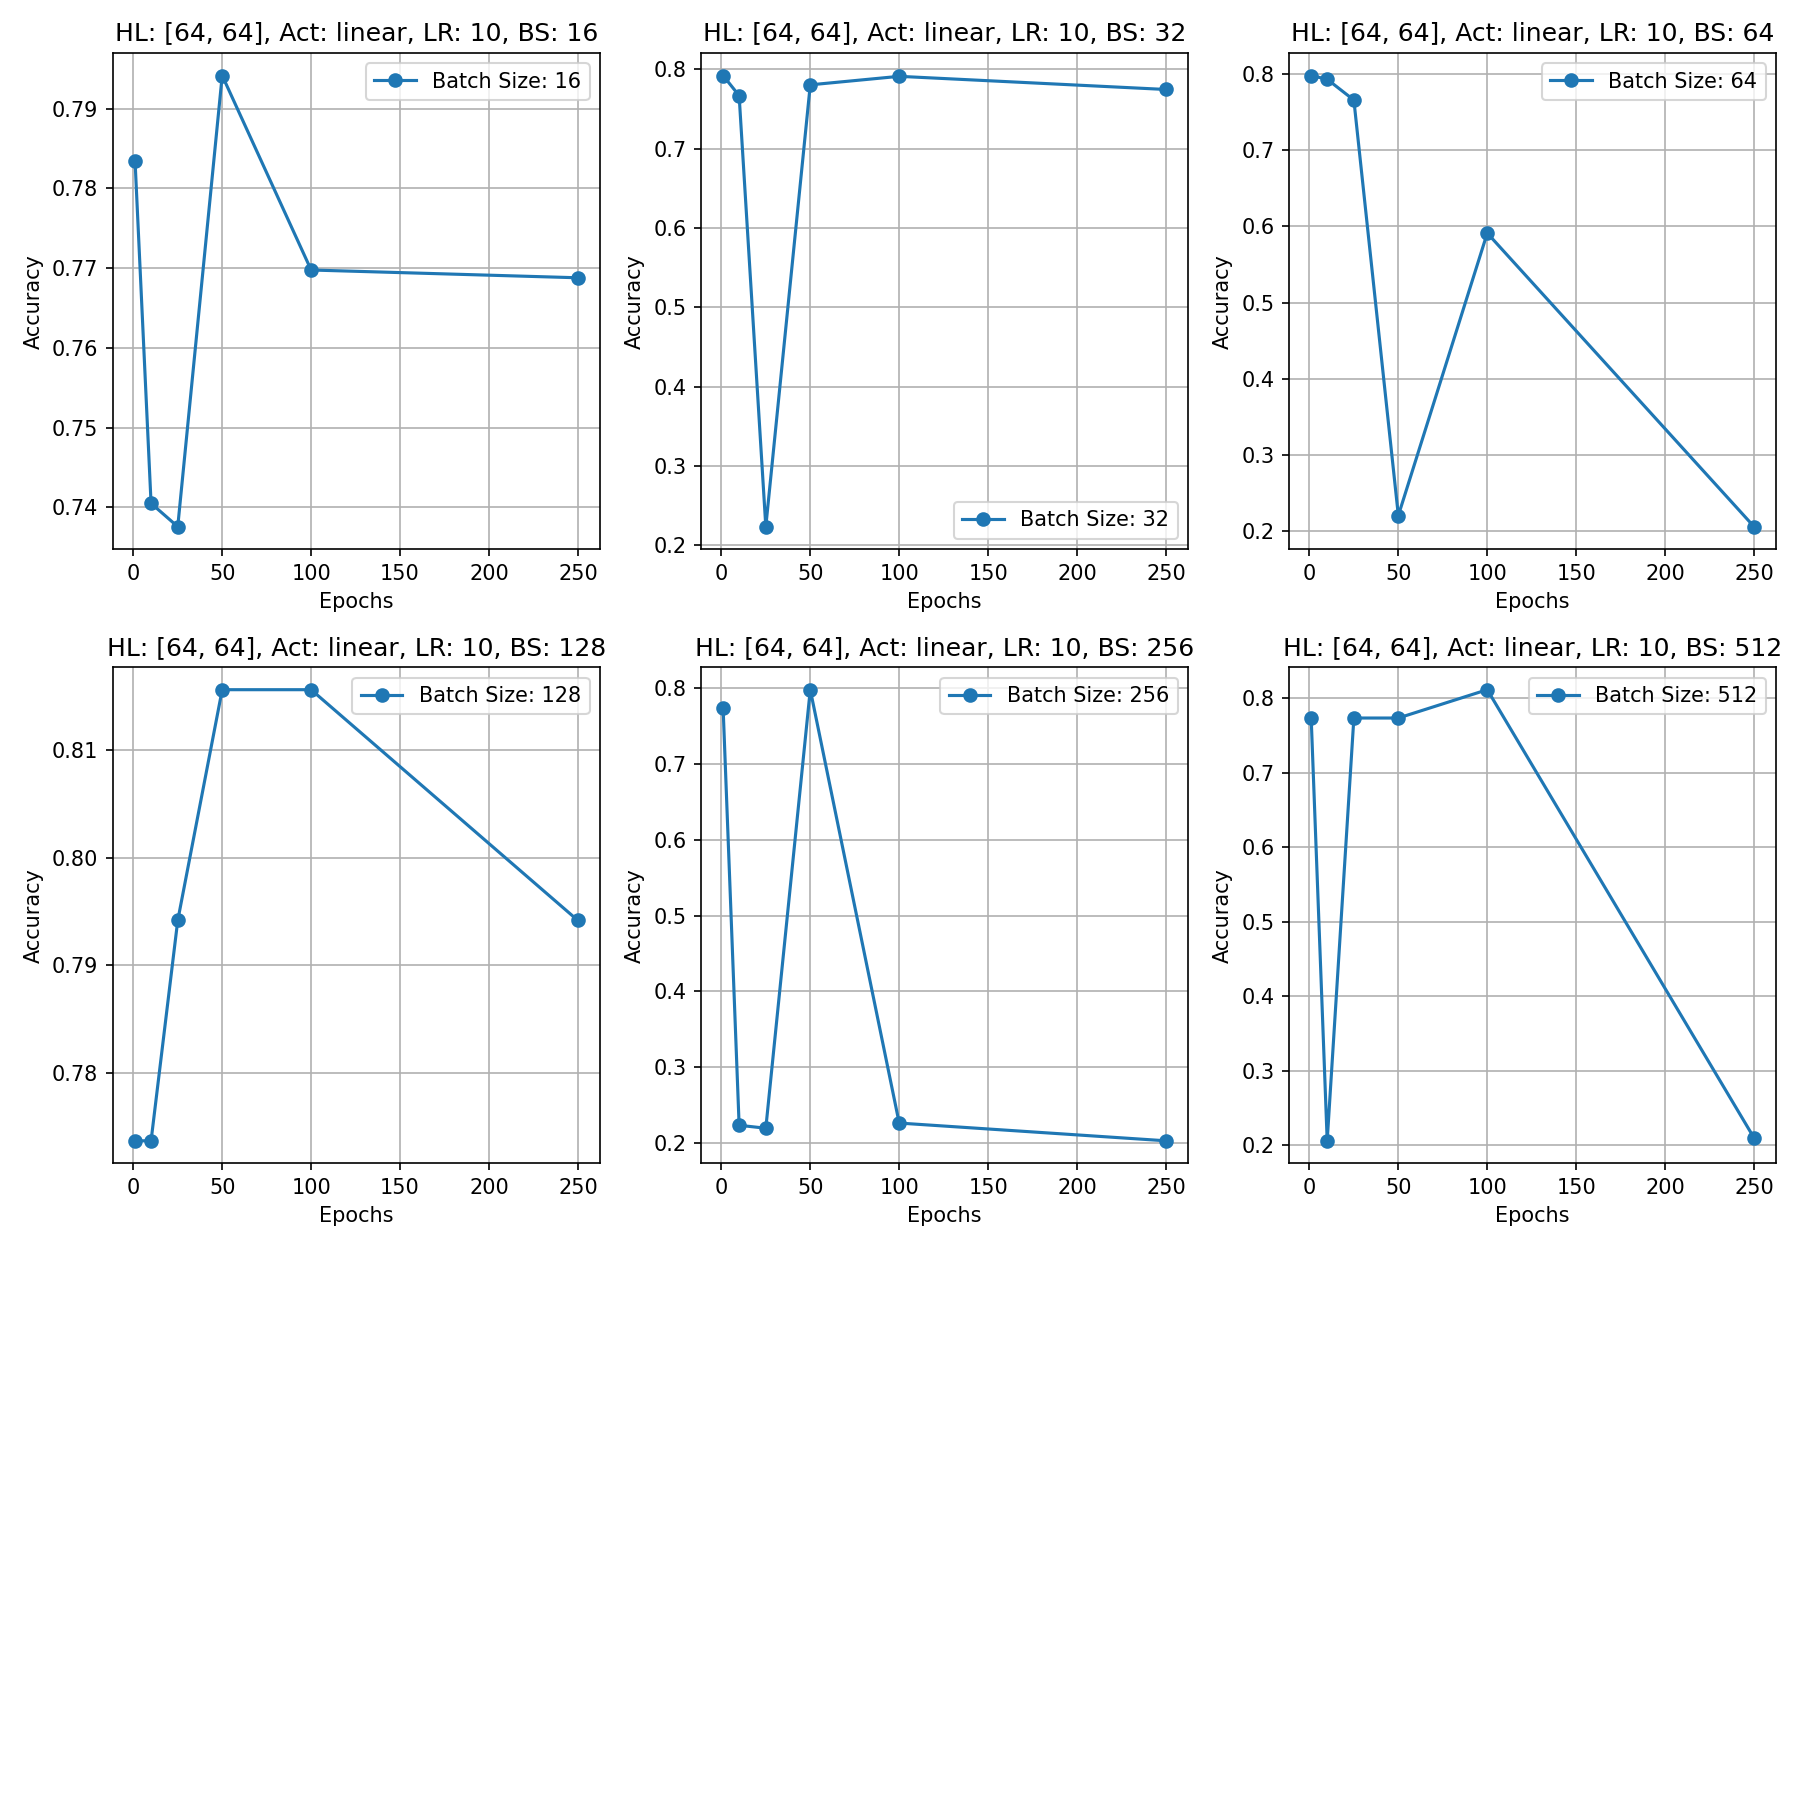 HL: [64, 64], Act: linear, LR: 10, BS: 16
Batch Size: 16
Accuracy
0.79
0.78
0.77
0.76
0.75
0.74
0 50 100 150 200 250
Epochs
HL: [64, 64], Act: linear, LR: 10, BS: 32
Batch Size: 32
Accuracy
0.8
0.7
0.6
0.5
0.4
0.3
0.2
0 50 100 150 200 250
Epochs
HL: [64, 64], Act: linear, LR: 10, BS: 64
Batch Size: 64
Accuracy
0.8
0.7
0.6
0.5
0.4
0.3
0.2
0 50 100 150 200 250
Epochs
HL: [64, 64], Act: linear, LR: 10, BS: 128
Batch Size: 128
Accuracy
0.81
0.80
0.79
0.78
0 50 100 150 200 250
Epochs
HL: [64, 64], Act: linear, LR: 10, BS: 256
Batch Size: 256
Accuracy
0.8
0.7
0.6
0.5
0.4
0.3
0.2
0 50 100 150 200 250
Epochs
HL: [64, 64], Act: linear, LR: 10, BS: 512
Batch Size: 512
Accuracy
0.8
0.7
0.6
0.5
0.4
0.3
0.2
0 50 100 150 200 250
Epochs